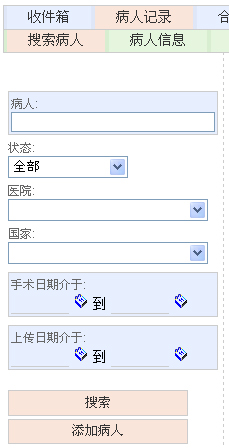 收件箱 病人记录 合
搜索病人 病人信息
病人:
状态:
全部
医院:
国家:
手术日期介于:
到
上传日期介于:
到
搜索
添加病人